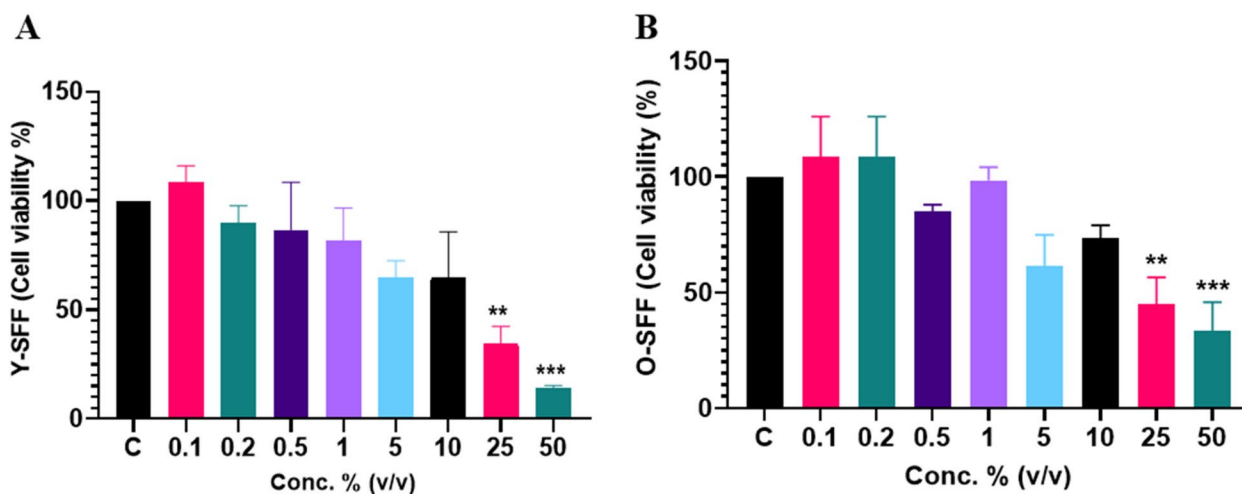 A
Y-SFF (Cell viability %)
150
100
50
0
**
***
C 0.1 0.2 0.5 1 5 10 25 50
Conc. % (v/v)
B
O-SFF (Cell viability (%)
150
100
50
0
**
***
C 0.1 0.2 0.5 1 5 10 25 50
Conc. % (v/v)